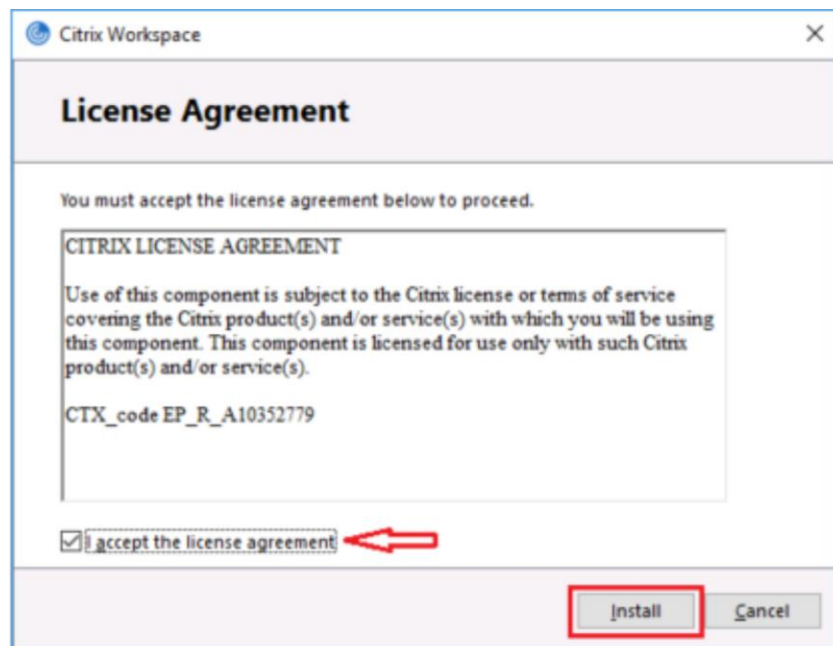 Citrix Workspace
License Agreement
You must accept the license agreement below to proceed.
CITRIX LICENSE AGREEMENT
Use of this component is subject to the Citrix license or terms of service
covering the Citrix product(s) and/or service(s) with which you will be using
this component. This component is licensed for use only with such Citrix
product(s) and/or service(s).
CTX_code EP_R_A10352779
I accept the license agreement
Install Cancel